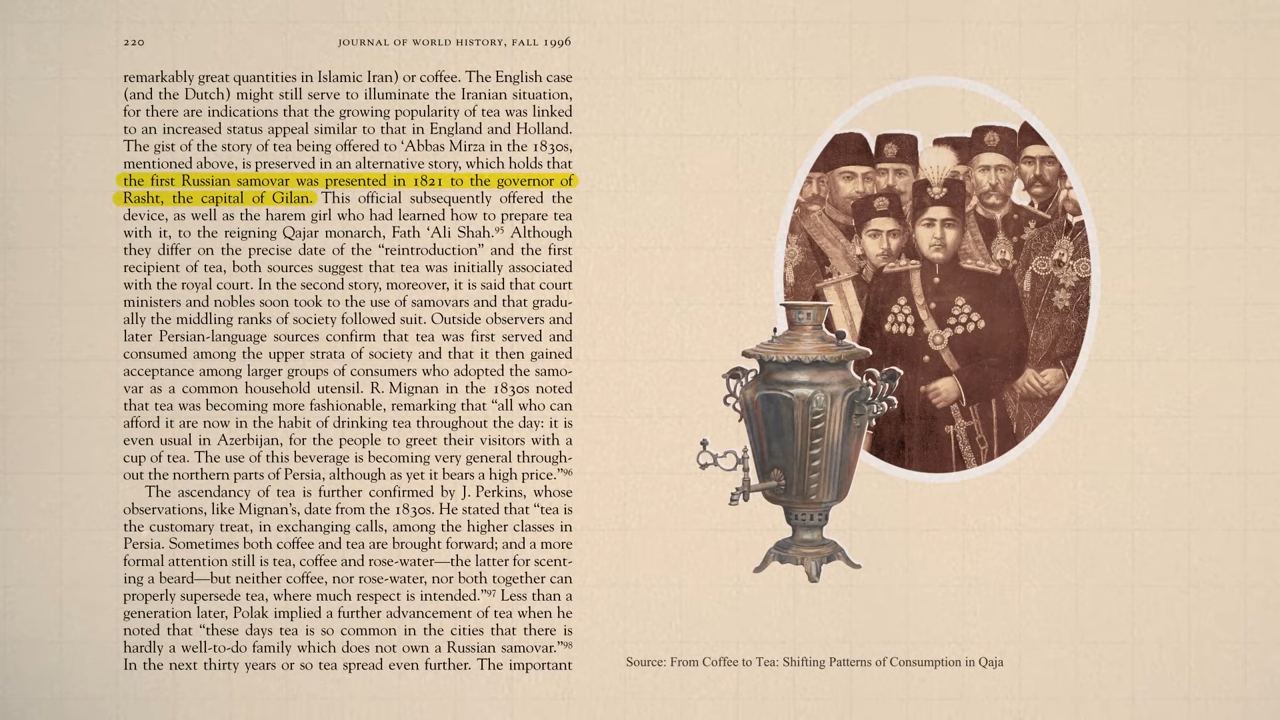 220 JOURNAL OF WORLD HISTORY, FALL 1996
remarkably great quantities in Islamic Iran) or coffee. The English case
(and the Dutch) might still serve to illuminate the Iranian situation,
for there are indications that the growing popularity of tea was linked
to an increased status appeal similar to that in England and Holland.
The gist of the story of tea being offered to ‘Abbas Mirza in the 1830s,
mentioned above, is preserved in an alternative story, which holds that
the first Russian samovar was presented in 1821 to the governor of
Rasht, the capital of Gilan. This official subsequently offered the
device, as well as the harem girl who had learned how to prepare tea
with it, to the reigning Qajar monarch, Fath ‘Ali Shah.95 Although
they differ on the precise date of the “reintroduction” and the first
recipient of tea, both sources suggest that tea was initially associated
with the royal court. In the second story, moreover, it is said that court
ministers and nobles soon took to the use of samovars and that gradu-
ally the middling ranks of society followed suit. Outside observers and
later Persian-language sources confirm that tea was first served and
consumed among the upper strata of society and that it then gained
acceptance among larger groups of consumers who adopted the samo-
var as a common household utensil. R. Mignan in the 1830s noted
that tea was becoming more fashionable, remarking that “all who can
afford it are now in the habit of drinking tea throughout the day: it is
even usual in Azerbijan, for the people to greet their visitors with a
cup of tea. The use of this beverage is becoming very general through-
out the northern parts of Persia, although as yet it bears a high price.”96
The ascendancy of tea is further confirmed by J. Perkins, whose
observations, like Mignan’s, date from the 1830s. He stated that “tea is
the customary treat, in exchanging calls, among the higher classes in
Persia. Sometimes both coffee and tea are brought forward; and a more
formal attention still is tea, coffee and rose-water—the latter for scent-
ing a beard—but neither coffee, nor rose-water, nor both together can
properly supersede tea, where much respect is intended.”97 Less than a
generation later, Polak implied a further advancement of tea when he
noted that “these days tea is so common in the cities that there is
hardly a well-to-do family which does not own a Russian samovar.”98
In the next thirty years or so tea spread even further. The important
Source: From Coffee to Tea: Shifting Patterns of Consumption in Qaja